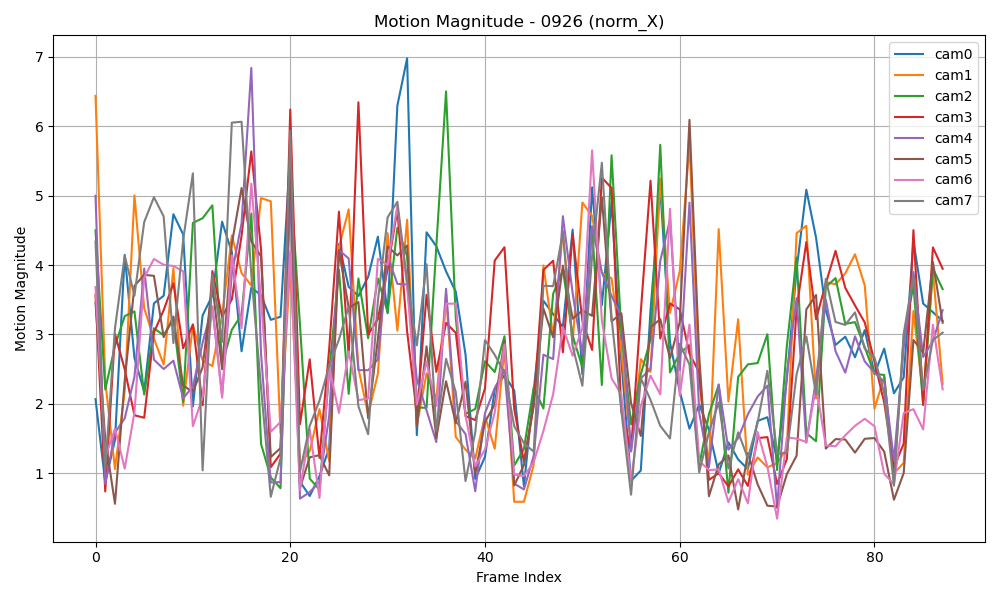 Motion Magnitude - 0926 (norm_X)
7
6
5
4
3
2
1
Motion Magnitude
0
20
40
60
80
Frame Index
cam0
cam1
cam2
cam3
cam4
cam5
cam6
cam7